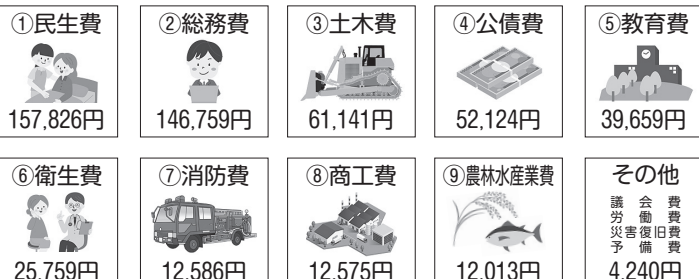 ①民生費
157,826円
②総務費
146,759円
③土木費
61,141円
④公債費
52,124円
⑤教育費
39,659円
⑥衛生費
25,759円
⑦消防費
12,586円
⑧商工費
12,575円
⑨農林水産業費
12,013円
その他
議会費
労働費
災害復旧費
予備費
4,240円